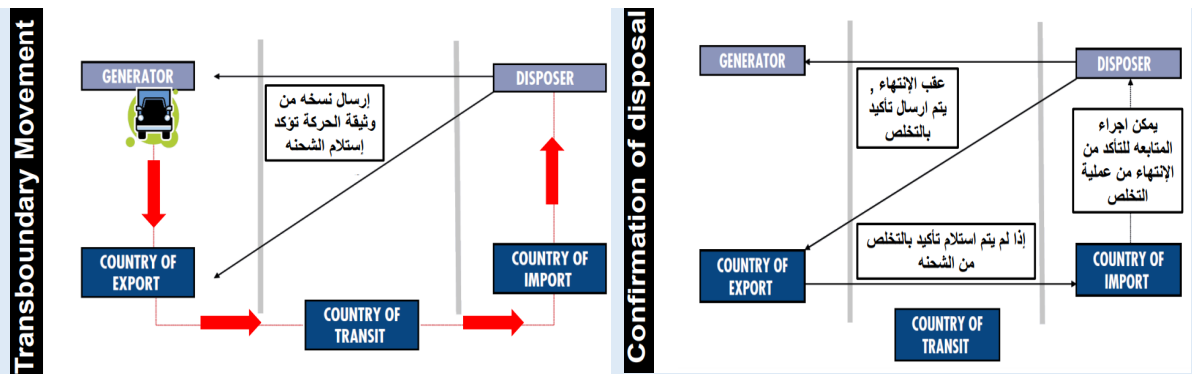 Transboundary Movement
GENERATOR
DISPOSER
إرسال نسخه من
وثيقة الحركة تؤكد
إستلام الشحنه
COUNTRY OF
EXPORT
COUNTRY OF
IMPORT
COUNTRY OF
TRANSIT
Confirmation of disposal
GENERATOR
DISPOSER
عقب الإنتهاء ,
يتم ارسال تأكيد
بالتخلص
يمكن اجراء
المتابعه للتأكد من
الإنتهاء من عملية
التخلص
إذا لم يتم استلام تأكيد بالتخلص
من الشحنه
COUNTRY OF
EXPORT
COUNTRY OF
IMPORT
COUNTRY OF
TRANSIT